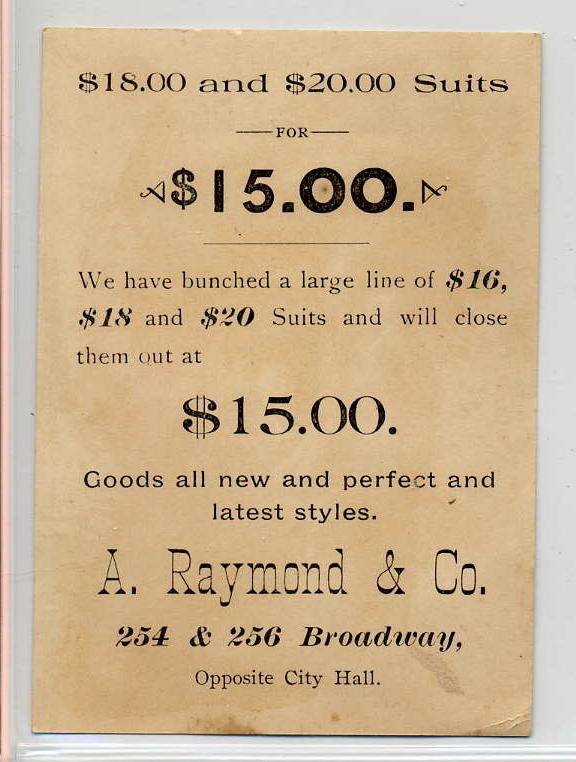 $18.00 and $20.00 Suits
FOR
$15.00.
We have bunched a large line of $16,
$18 and $20 Suits and will close
them out at
$15.00.
Goods all new and perfect and
latest styles.
A. Raymond & Co.
254 & 256 Broadway,
Opposite City Hall.